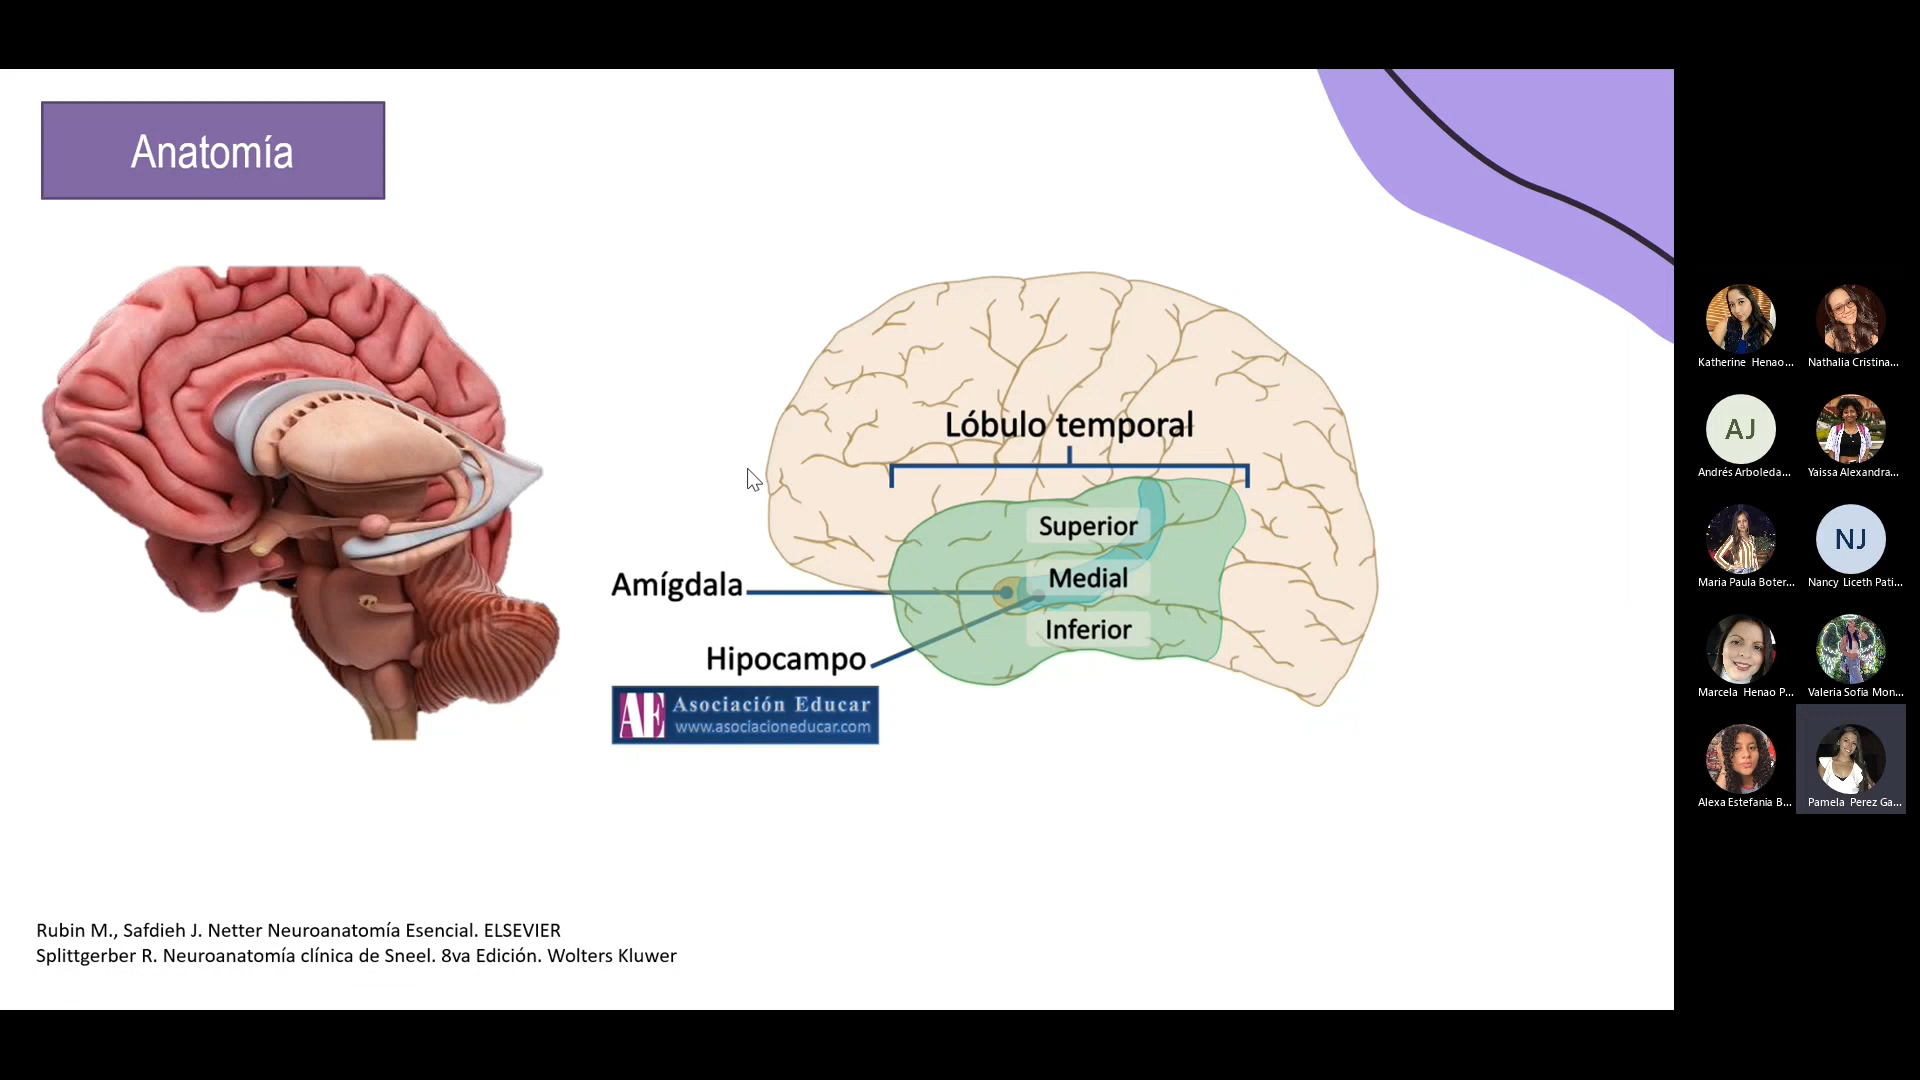 Anatomía
Lóbulo temporal
Superior
Medial
Inferior
Amígdala
Hipocampo
AE
Asociación Educar
www.asociacioneducar.com
Rubin M., Safdieh J. Netter Neuroanatomía Esencial. ELSEVIER
Splittgerber R. Neuroanatomía clínica de Sneel. 8va Edición. Wolters Kluwer
Katherine Henao...
Nathalia Cristina...
AJ
Andrés Arboleda...
Yaissa Alexandra...
Maria Paula Boter...
NJ
Nancy Liceth Pati...
Marcela Henao P...
Valeria Sofia Mon...
Alexa Estefania B...
Pamela Perez Ga...